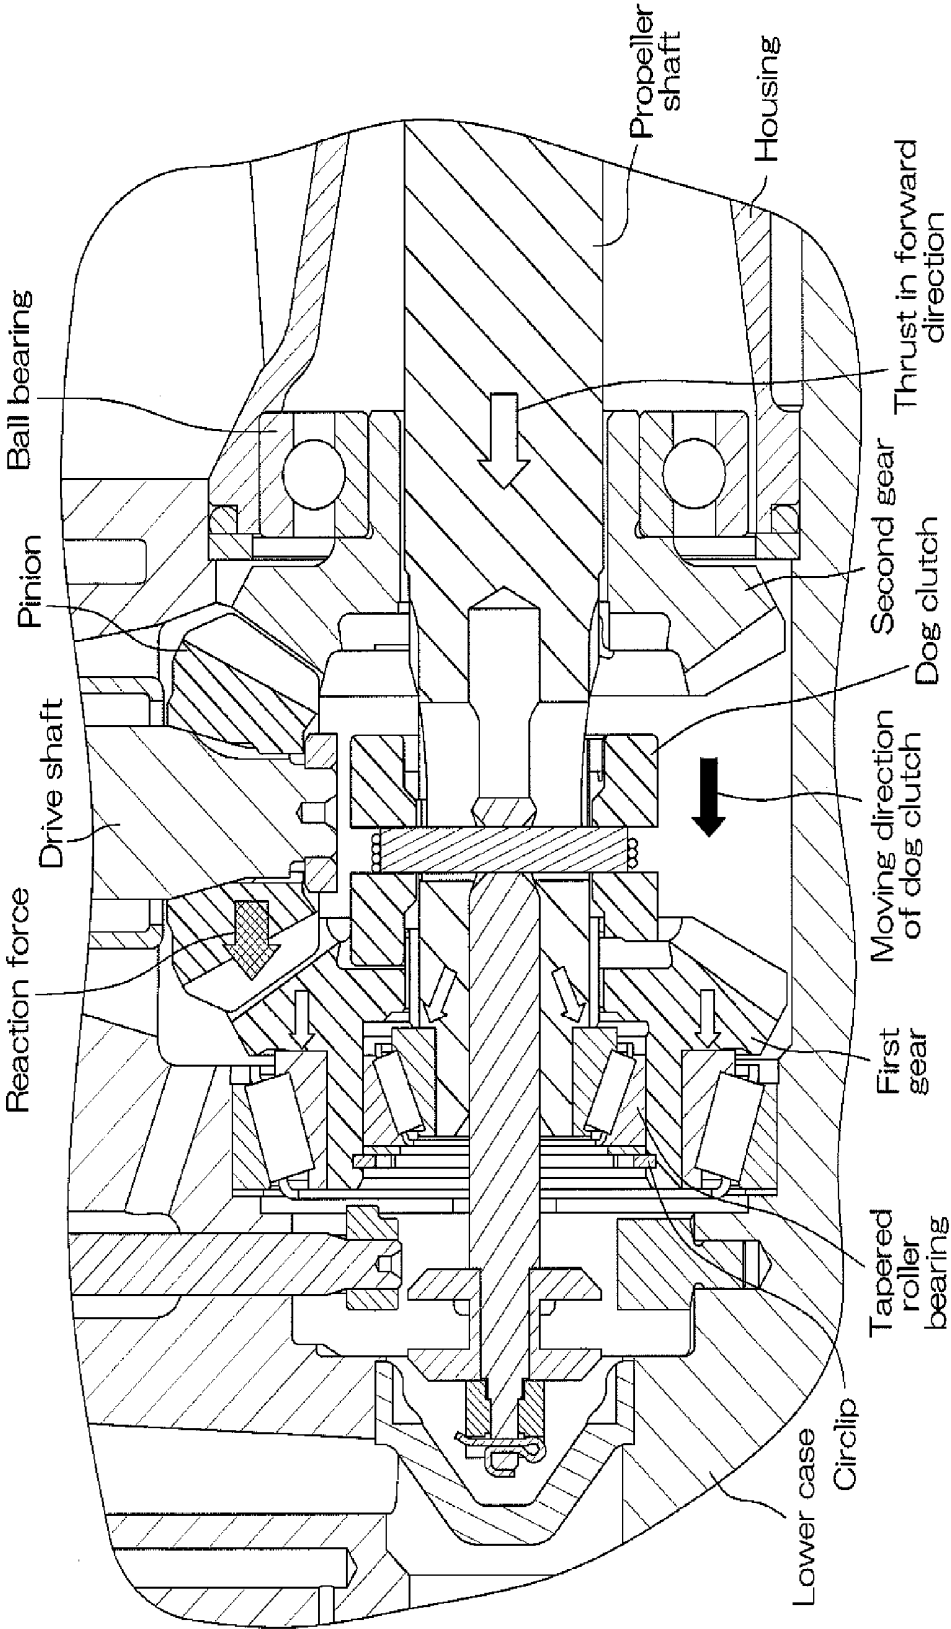 Reaction force
Drive shaft
Pinion
Ball bearing
Lower case
Circlip
Tapered
roller
bearing
First
gear
Moving direction
of dog clutch
Dog clutch
Second gear
Thrust in forward
direction
Housing
Propeller
shaft